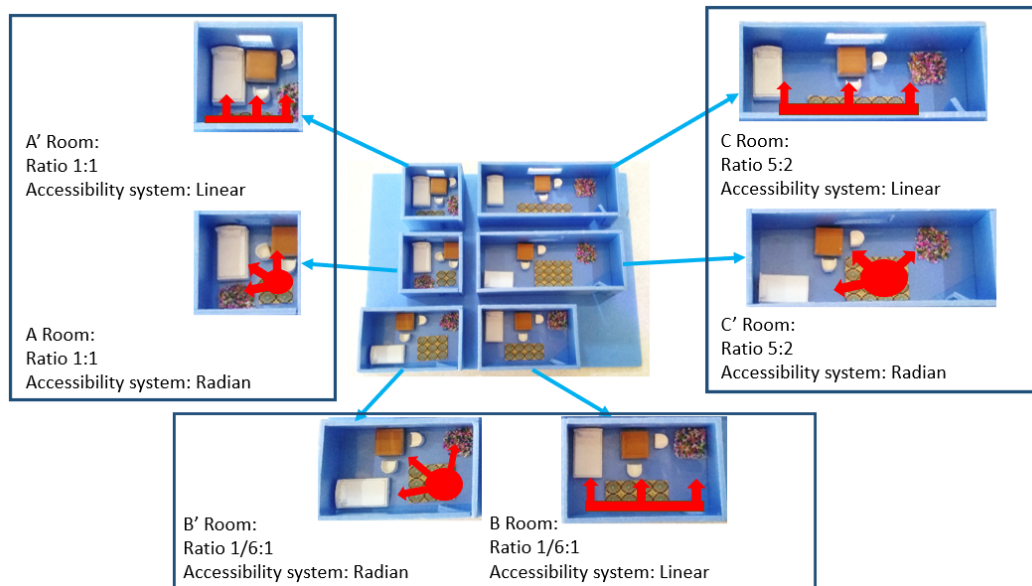 A’ Room:
Ratio 1:1
Accessibility system: Linear
A Room:
Ratio 1:1
Accessibility system: Radian
C Room:
Ratio 5:2
Accessibility system: Linear
C’ Room:
Ratio 5:2
Accessibility system: Radian
B’ Room:
Ratio 1/6:1
Accessibility system: Radian
B Room:
Ratio 1/6:1
Accessibility system: Linear